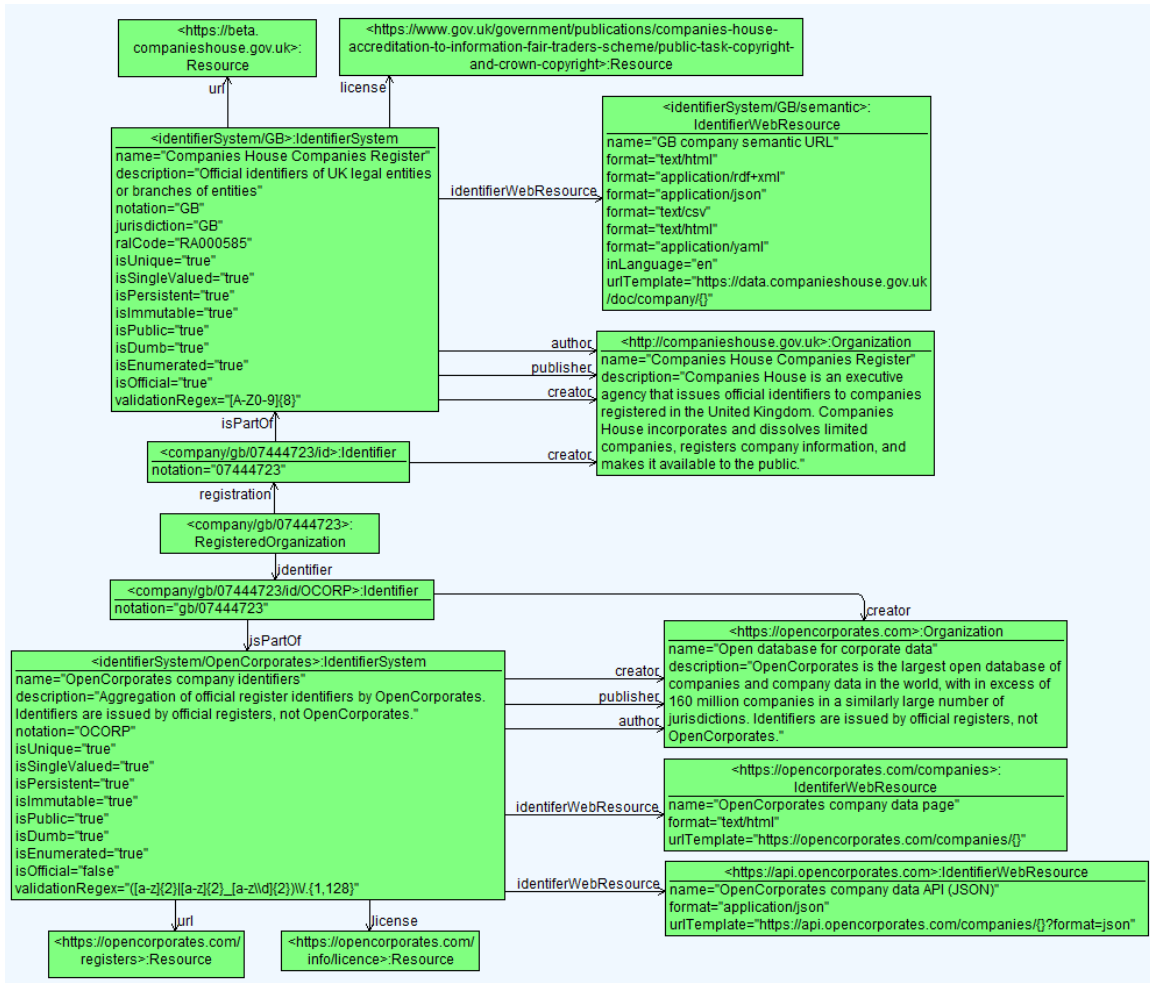 <https://beta.
companieshouse.gov.uk>:
Resource
<https://www.gov.uk/government/publications/companies-house-
accreditation-to-information-fair-traders-scheme/public-task-copyright-
and-crown-copyright>:Resource
url
license
<identifierSystem/GB>:IdentifierSystem
name="Companies House Companies Register"
description="Official identifiers of UK legal entities
or branches of entities"
notation="GB"
jurisdiction="GB"
ralCode="RA000585"
isUnique="true"
isSingleValued="true"
isPersistent="true"
isImmutable="true"
isPublic="true"
isDumb="true"
isEnumerated="true"
isOfficial="true"
validationRegex="[A-Z0-9]{8}"
identifierWebResource
<identifierSystem/GB/semantic>:
IdentifierWebResource
name="GB company semantic URL"
format="text/html"
format="application/rdf+xml"
format="application/json"
format="text/csv"
format="text/html"
format="application/yaml"
inLanguage="en"
urlTemplate="https://data.companieshouse.gov.uk
/doc/company/{}"
author
publisher
creator
<http://companieshouse.gov.uk>:Organization
name="Companies House Companies Register"
description="Companies House is an executive
agency that issues official identifiers to companies
registered in the United Kingdom. Companies
House incorporates and dissolves limited
companies, registers company information, and
makes it available to the public."
isPartOf
<company/gb/07444723/id>:Identifier
notation="07444723"
creator
registration
<company/gb/07444723>:
RegisteredOrganization
identifier
<company/gb/07444723/id/OCORP>:Identifier
notation="gb/07444723"
creator
isPartOf
<identifierSystem/OpenCorporates>:IdentifierSystem
name="OpenCorporates company identifiers"
description="Aggregation of official register identifiers by OpenCorporates.
Identifiers are issued by official registers, not OpenCorporates."
notation="OCORP"
isUnique="true"
isSingleValued="true"
isPersistent="true"
isImmutable="true"
isPublic="true"
isDumb="true"
isEnumerated="true"
isOfficial="false"
validationRegex="([a-z]{2}|[a-z]{2}_[a-z\\d]{2})\V.{1,128}"
creator
publisher
author
<https://opencorporates.com>:Organization
name="Open database for corporate data"
description="OpenCorporates is the largest open database of
companies and company data in the world, with in excess of
160 million companies in a similarly large number of
jurisdictions. Identifiers are issued by official registers, not
OpenCorporates."
identiferWebResource
<https://opencorporates.com/companies>:
IdentiferWebResource
name="OpenCorporates company data page"
format="text/html"
urlTemplate="https://opencorporates.com/companies/{}"
identiferWebResource
<https://api.opencorporates.com>:IdentiferWebResource
name="OpenCorporates company data API (JSON)"
format="application/json"
urlTemplate="https://api.opencorporates.com/companies/{}?format=json"
url
license
<https://opencorporates.com/
registers>:Resource
<https://opencorporates.com/
info/licence>:Resource